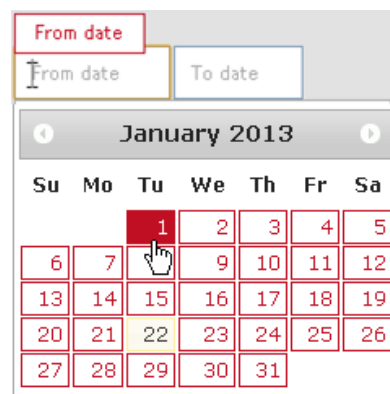 From date
From date To date
January 2013
Su Mo Tu We Th Fr Sa
1 2 3 4 5
6 7 9 10 11 12
13 14 15 16 17 18 19
20 21 22 23 24 25 26
27 28 29 30 31